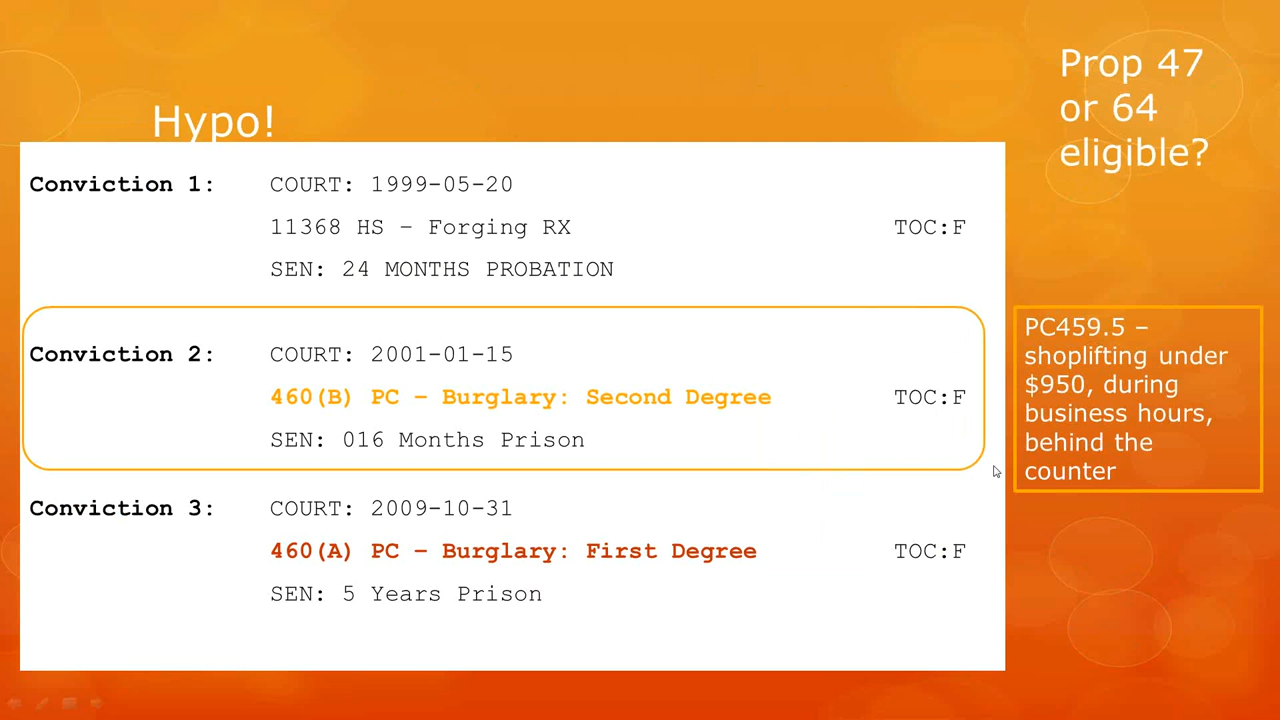 Prop 47
or 64
eligible?
Hypo!
Conviction 1: COURT: 1999-05-20
11368 HS – Forging RX TOC:F
SEN: 24 MONTHS PROBATION
Conviction 2: COURT: 2001-01-15
460(B) PC – Burglary: Second Degree TOC:F
SEN: 016 Months Prison
Conviction 3: COURT: 2009-10-31
460(A) PC – Burglary: First Degree TOC:F
SEN: 5 Years Prison
PC459.5 –
shoplifting under
$950, during
business hours,
behind the
counter